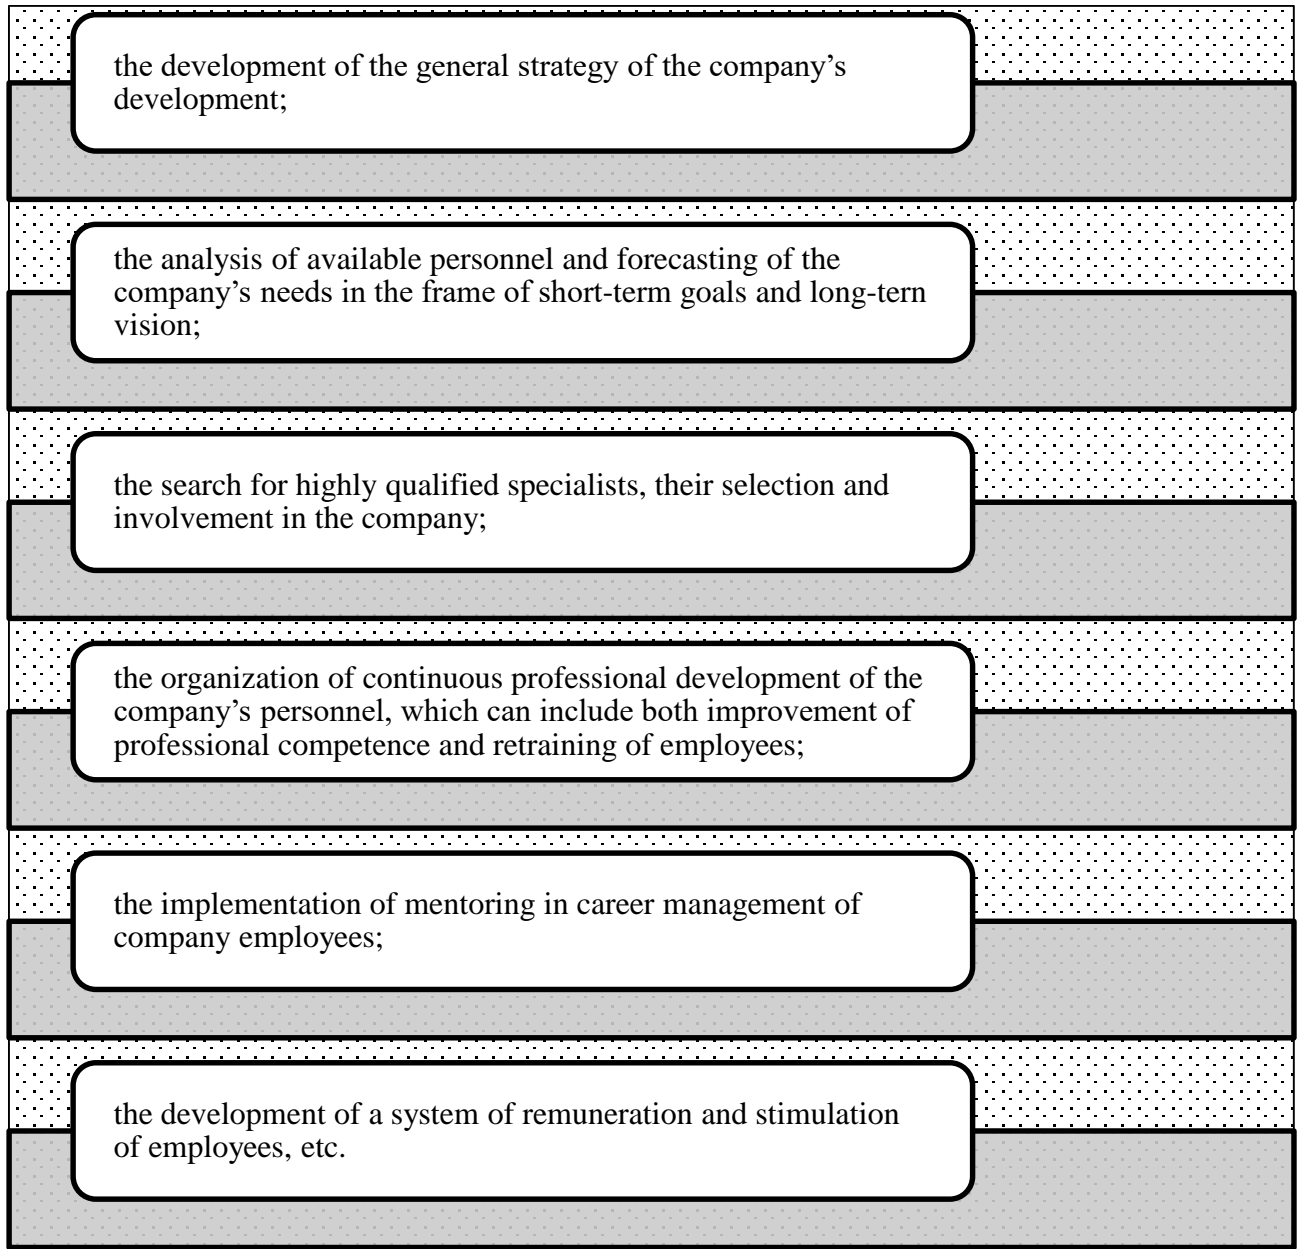 the development of the general strategy of the company’s
development;
the analysis of available personnel and forecasting of the
company’s needs in the frame of short-term goals and long-tern
vision;
the search for highly qualified specialists, their selection and
involvement in the company;
the organization of continuous professional development of the
company’s personnel, which can include both improvement of
professional competence and retraining of employees;
the implementation of mentoring in career management of
company employees;
the development of a system of remuneration and stimulation
of employees, etc.